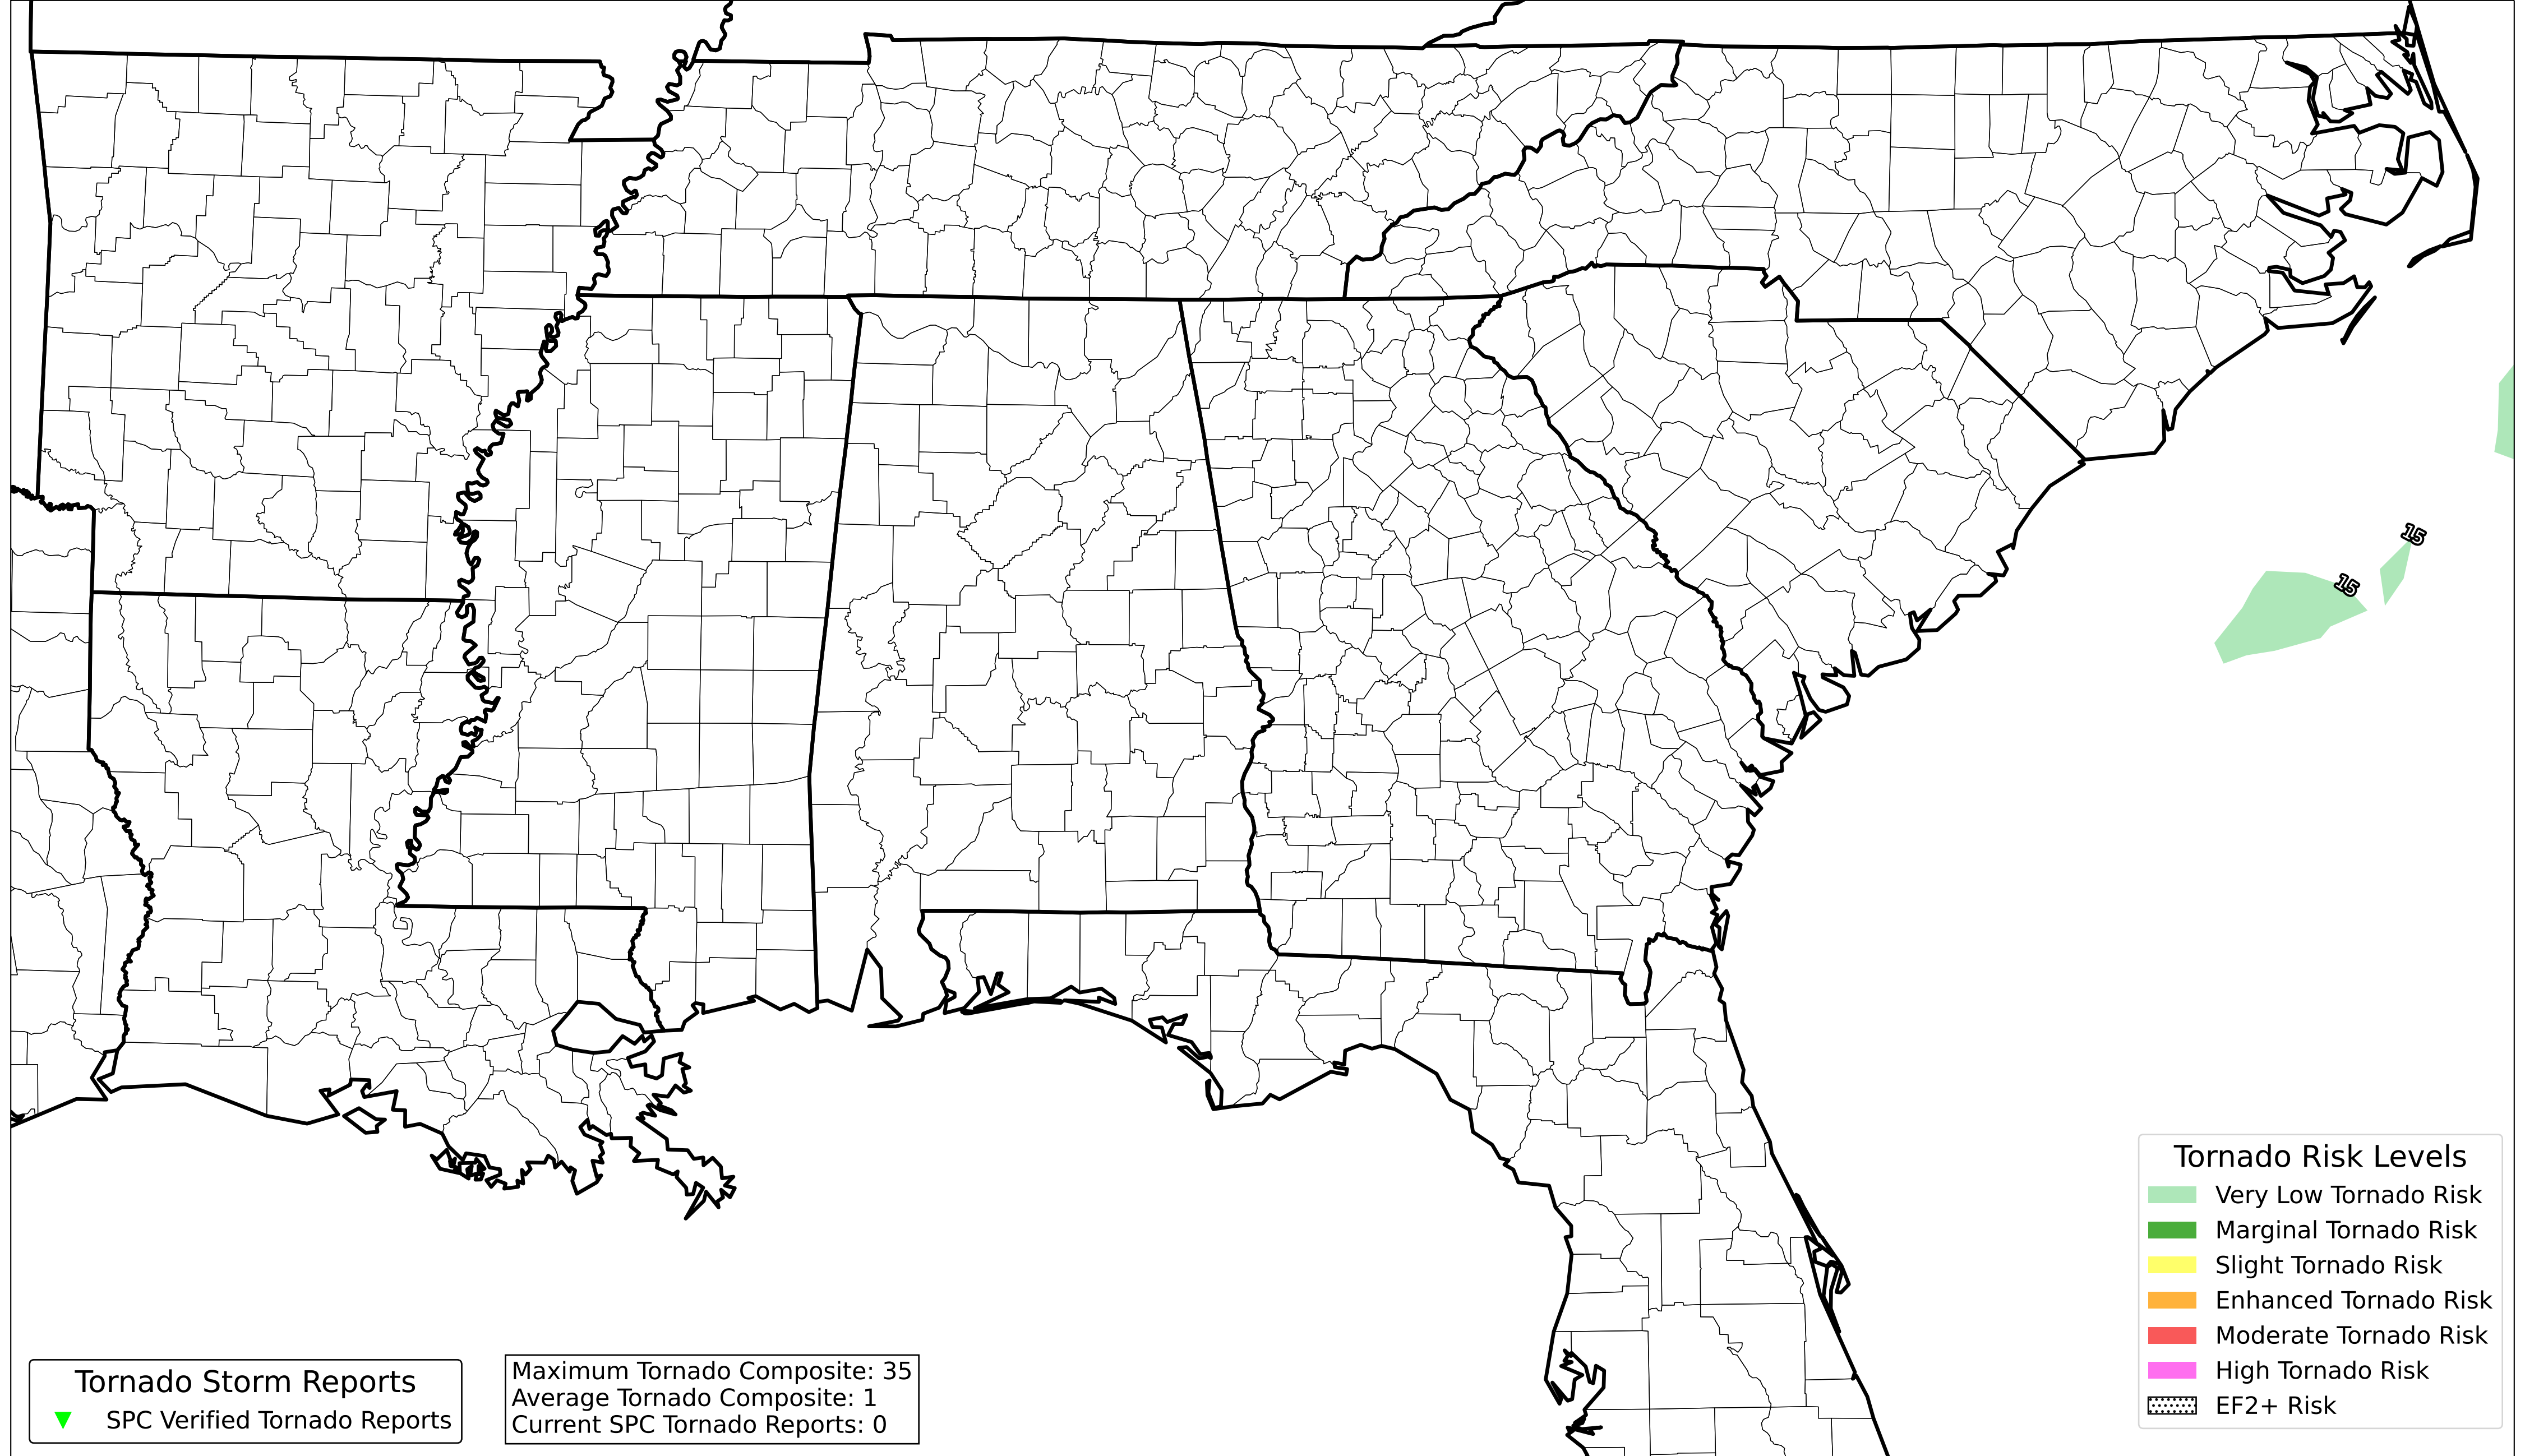 15
15
Tornado Risk Levels
Very Low Tornado Risk
Marginal Tornado Risk
Slight Tornado Risk
Enhanced Tornado Risk
Moderate Tornado Risk
High Tornado Risk
EF2+ Risk
Tornado Storm Reports
SPC Verified Tornado Reports
Maximum Tornado Composite: 35
Average Tornado Composite: 1
Current SPC Tornado Reports: 0